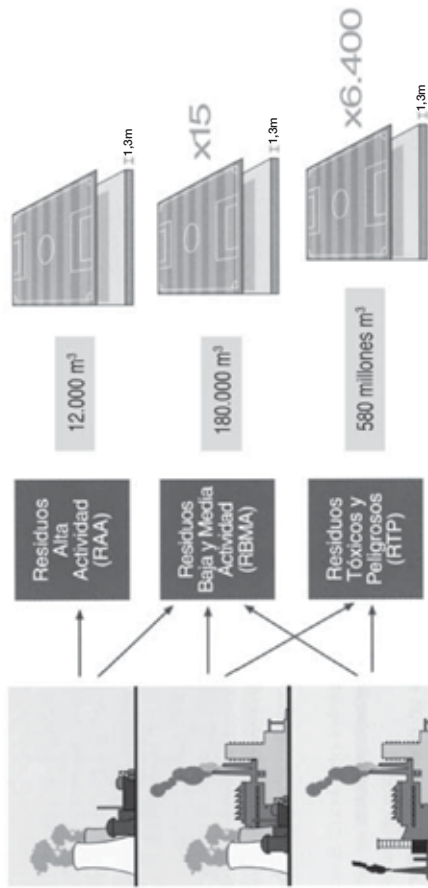 Residuos
Alta
Actividad
(RAA)
12.000 m³
1,3m
Residuos
Baja y Media
Actividad
(RBMA)
180.000 m³
x15
1,3m
Residuos
Tóxicos y
Peligrosos
(RTP)
580 millones m³
x6.400
1,3m